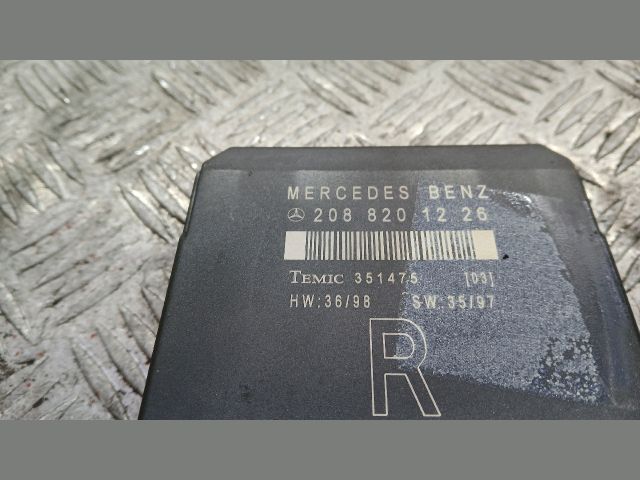 MERCEDES BENZ
208 820 12 26
TEMIC 351475 [03]
HW:36/98 SW:35/97
R